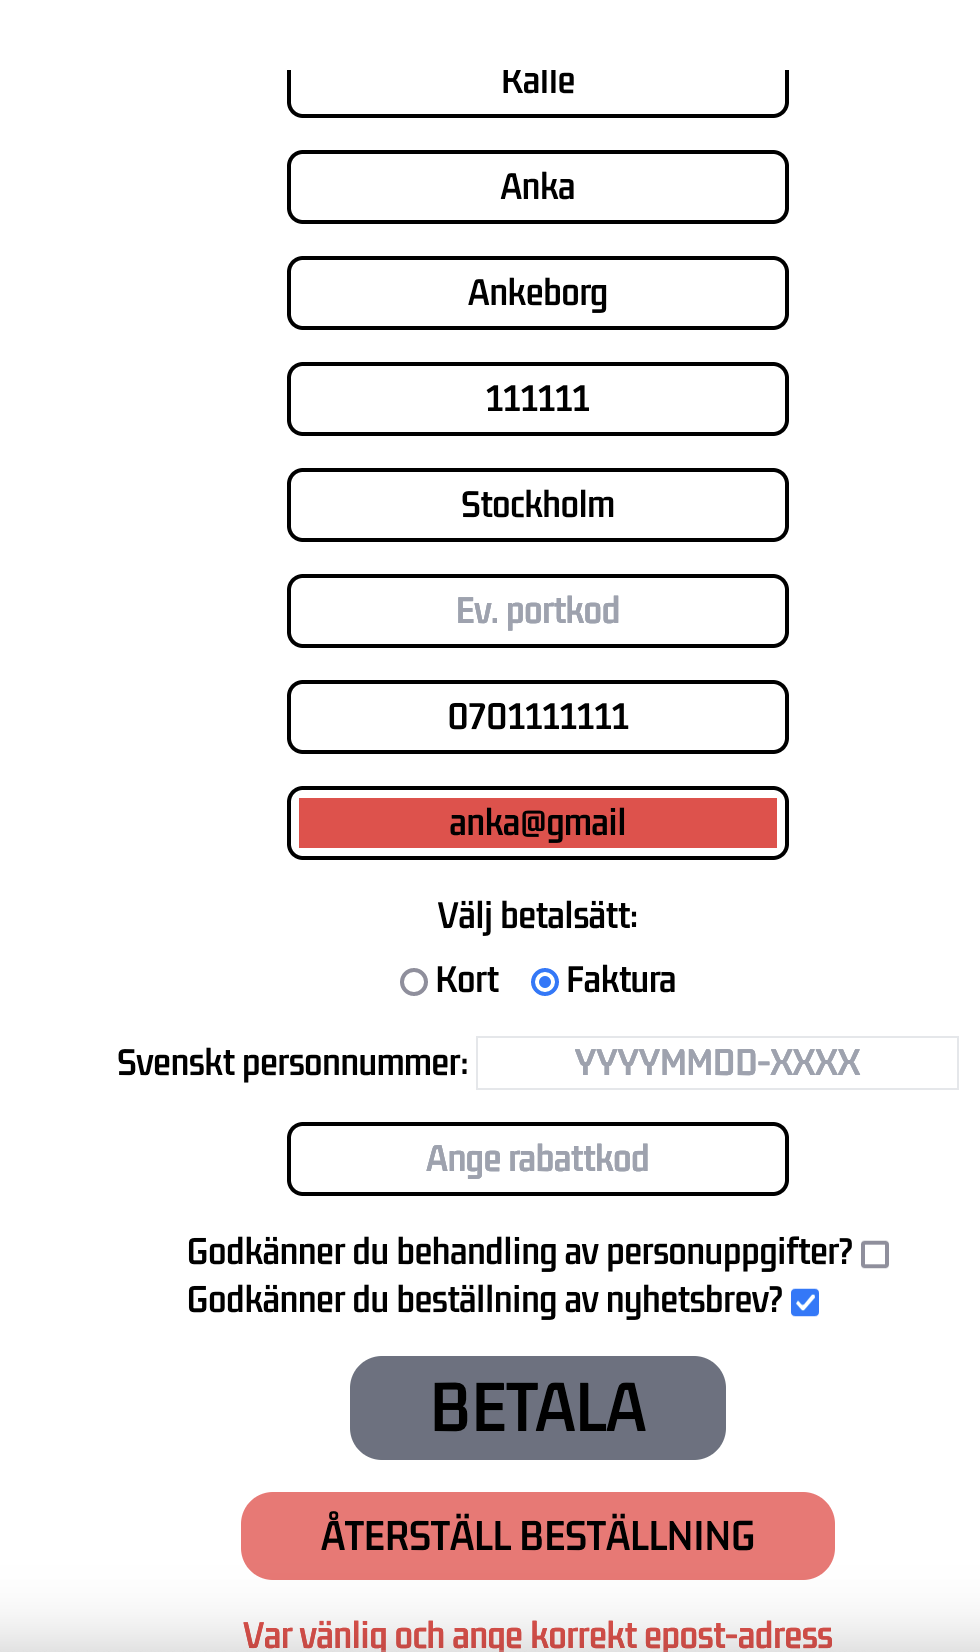 Kalle
Anka
Ankeborg
111111
Stockholm
Ev. portkod
0701111111
anka@gmail
Välj betalsätt:
Kort Faktura
Svenskt personnummer: YYYYMMDD-XXXX
Ange rabattkod
Godkänner du behandling av personuppgifter?
Godkänner du beställning av nyhetsbrev?
BETALA
ÅTERSTÄLL BESTÄLLNING
Var vänlig och ange korrekt epost-adress